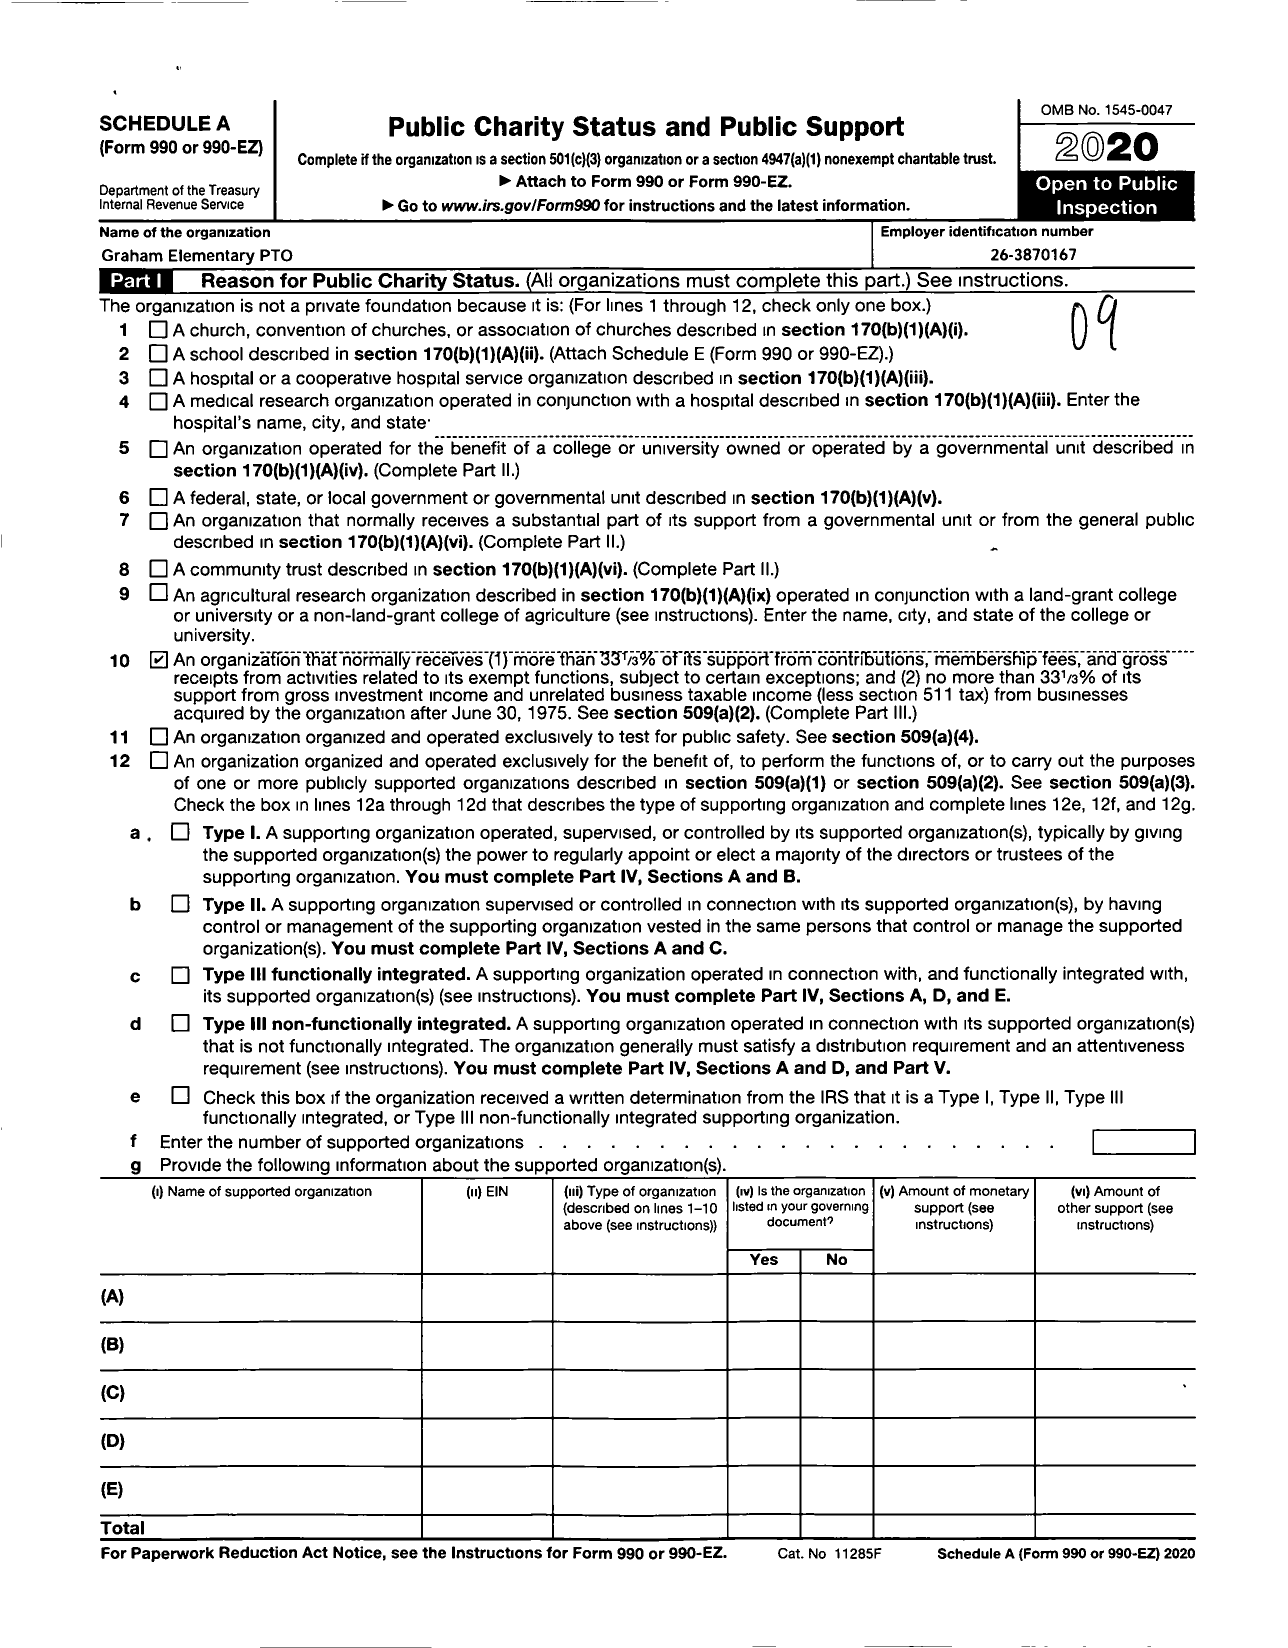 SCHEDULE A
(Form 990 or 990-EZ)
Department of the Treasury
Internal Revenue Service
Public Charity Status and Public Support
Complete if the organization is a section 501(c)(3) organization or a section 4947(a)(1) nonexempt charitable trust.
▶ Attach to Form 990 or Form 990-EZ.
▶ Go to www.irs.gov/Form990 for instructions and the latest information.
OMB No. 1545-0047
2020
Open to Public
Inspection
Name of the organization
Graham Elementary PTO
Employer identification number
26-3870167
Part I Reason for Public Charity Status. (All organizations must complete this part.) See instructions.
The organization is not a private foundation because it is: (For lines 1 through 12, check only one box.)
09
1 ☐ A church, convention of churches, or association of churches described in section 170(b)(1)(A)(i).
2 ☐ A school described in section 170(b)(1)(A)(ii). (Attach Schedule E (Form 990 or 990-EZ).)
3 ☐ A hospital or a cooperative hospital service organization described in section 170(b)(1)(A)(iii).
4 ☐ A medical research organization operated in conjunction with a hospital described in section 170(b)(1)(A)(iii). Enter the
hospital's name, city, and state:
5 ☐ An organization operated for the benefit of a college or university owned or operated by a governmental unit described in
section 170(b)(1)(A)(iv). (Complete Part II.)
6 ☐ A federal, state, or local government or governmental unit described in section 170(b)(1)(A)(v).
7 ☐ An organization that normally receives a substantial part of its support from a governmental unit or from the general public
described in section 170(b)(1)(A)(vi). (Complete Part II.)
8 ☐ A community trust described in section 170(b)(1)(A)(vi). (Complete Part II.)
9 ☐ An agricultural research organization described in section 170(b)(1)(A)(ix) operated in conjunction with a land-grant college
or university or a non-land-grant college of agriculture (see instructions). Enter the name, city, and state of the college or
university.
10 ☑ An organization that normally receives (1) more than 33 1/3% of its support from contributions, membership fees, and gross
receipts from activities related to its exempt functions, subject to certain exceptions; and (2) no more than 33 1/3% of its
support from gross investment income and unrelated business taxable income (less section 511 tax) from businesses
acquired by the organization after June 30, 1975. See section 509(a)(2). (Complete Part III.)
11 ☐ An organization organized and operated exclusively to test for public safety. See section 509(a)(4).
12 ☐ An organization organized and operated exclusively for the benefit of, to perform the functions of, or to carry out the purposes
of one or more publicly supported organizations described in section 509(a)(1) or section 509(a)(2). See section 509(a)(3).
Check the box in lines 12a through 12d that describes the type of supporting organization and complete lines 12e, 12f, and 12g.
a ☐ Type I. A supporting organization operated, supervised, or controlled by its supported organization(s), typically by giving
the supported organization(s) the power to regularly appoint or elect a majority of the directors or trustees of the
supporting organization. You must complete Part IV, Sections A and B.
b ☐ Type II. A supporting organization supervised or controlled in connection with its supported organization(s), by having
control or management of the supporting organization vested in the same persons that control or manage the supported
organization(s). You must complete Part IV, Sections A and C.
c ☐ Type III functionally integrated. A supporting organization operated in connection with, and functionally integrated with,
its supported organization(s) (see instructions). You must complete Part IV, Sections A, D, and E.
d ☐ Type III non-functionally integrated. A supporting organization operated in connection with its supported organization(s)
that is not functionally integrated. The organization generally must satisfy a distribution requirement and an attentiveness
requirement (see instructions). You must complete Part IV, Sections A and D, and Part V.
e ☐ Check this box if the organization received a written determination from the IRS that it is a Type I, Type II, Type III
functionally integrated, or Type III non-functionally integrated supporting organization.
f Enter the number of supported organizations . . . . . . . . . . . . . . . . . . . . . .
g Provide the following information about the supported organization(s).
(i) Name of supported organization
(ii) EIN
(iii) Type of organization
(described on lines 1–10
above (see instructions))
(iv) Is the organization
listed in your governing
document?
(v) Amount of monetary
support (see
instructions)
(vi) Amount of
other support (see
instructions)
Yes No
(A)
(B)
(C)
(D)
(E)
Total
For Paperwork Reduction Act Notice, see the Instructions for Form 990 or 990-EZ. Cat. No 11285F Schedule A (Form 990 or 990-EZ) 2020